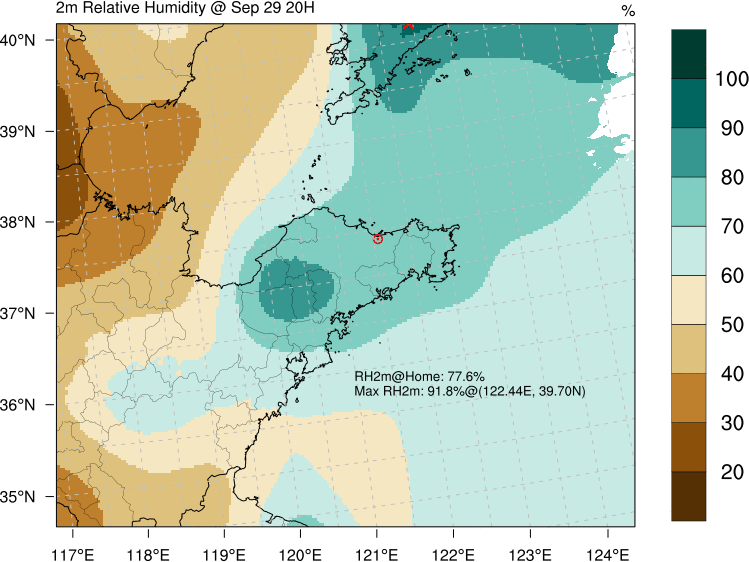 2m Relative Humidity @ Sep 29 20H
%
40°N
39°N
38°N
37°N
36°N
35°N
100
90
80
70
60
50
40
30
20
RH2m@Home: 77.6%
Max RH2m: 91.8%@(122.44E, 39.70N)
117°E 118°E 119°E 120°E 121°E 122°E 123°E 124°E